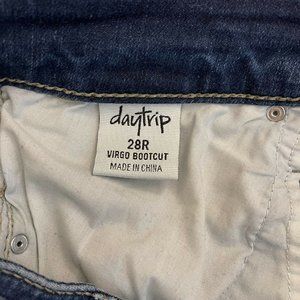 daytrip
28R
VIRGO BOOTCUT
MADE IN CHINA